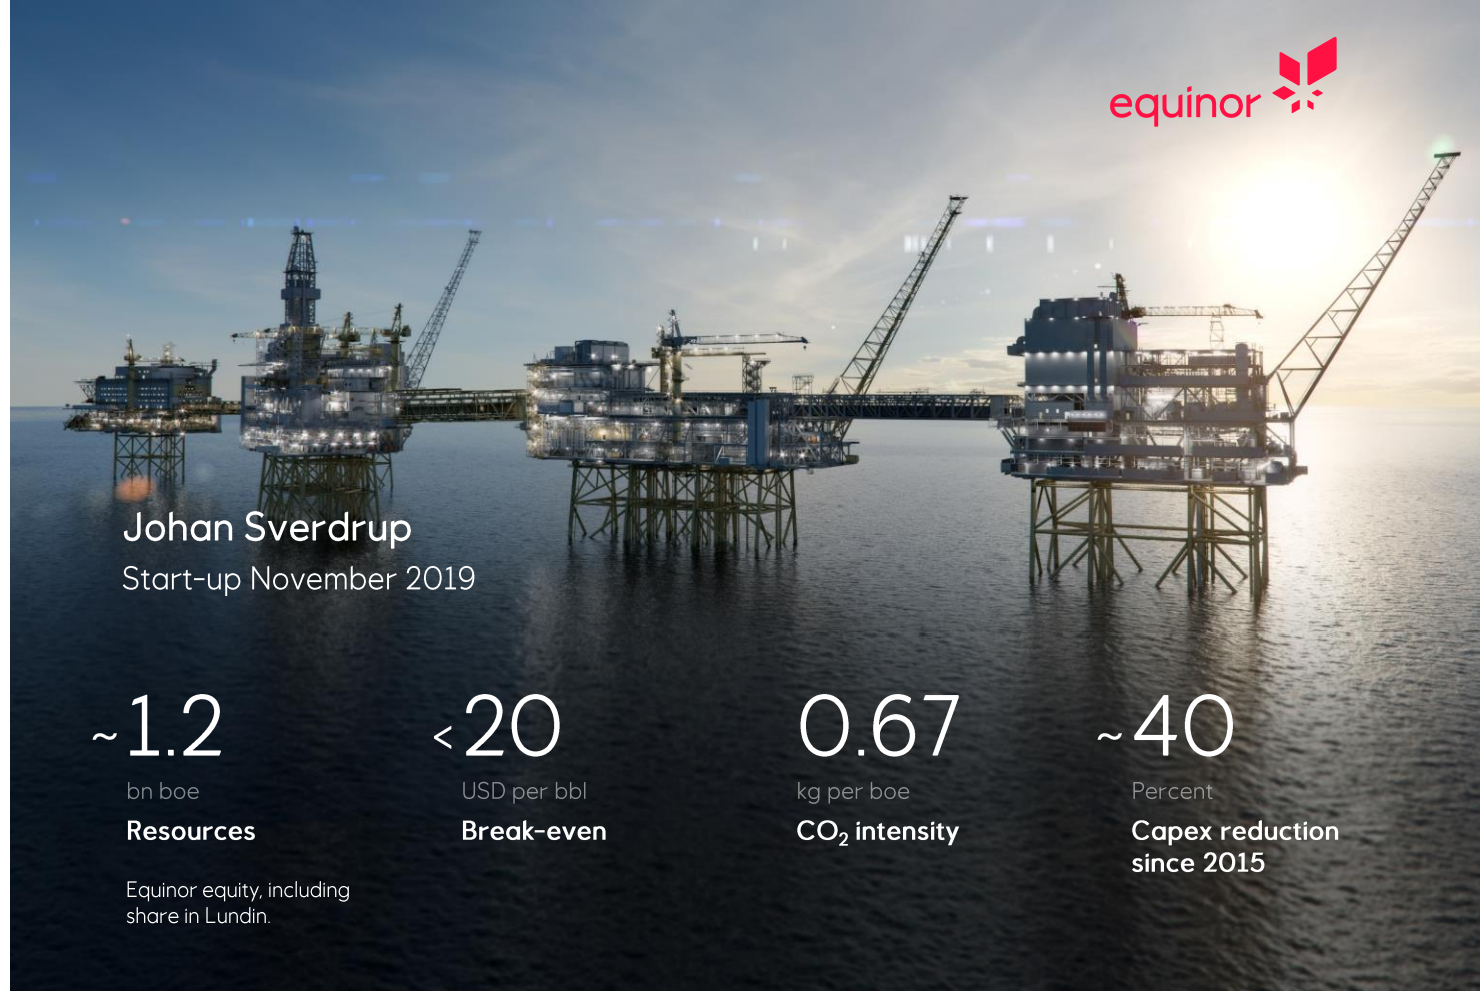 equinor
Johan Sverdrup
Start-up November 2019
~1.2
bn boe
Resources
Equinor equity, including
share in Lundin.
<20
USD per bbl
Break-even
0.67
kg per boe
CO₂ intensity
~40
Percent
Capex reduction
since 2015